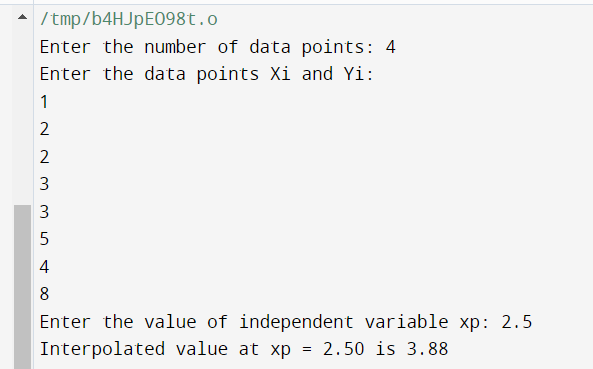 /tmp/b4HJpEO98t.o
Enter the number of data points: 4
Enter the data points Xi and Yi:
1
2
2
3
3
5
4
8
Enter the value of independent variable xp: 2.5
Interpolated value at xp = 2.50 is 3.88